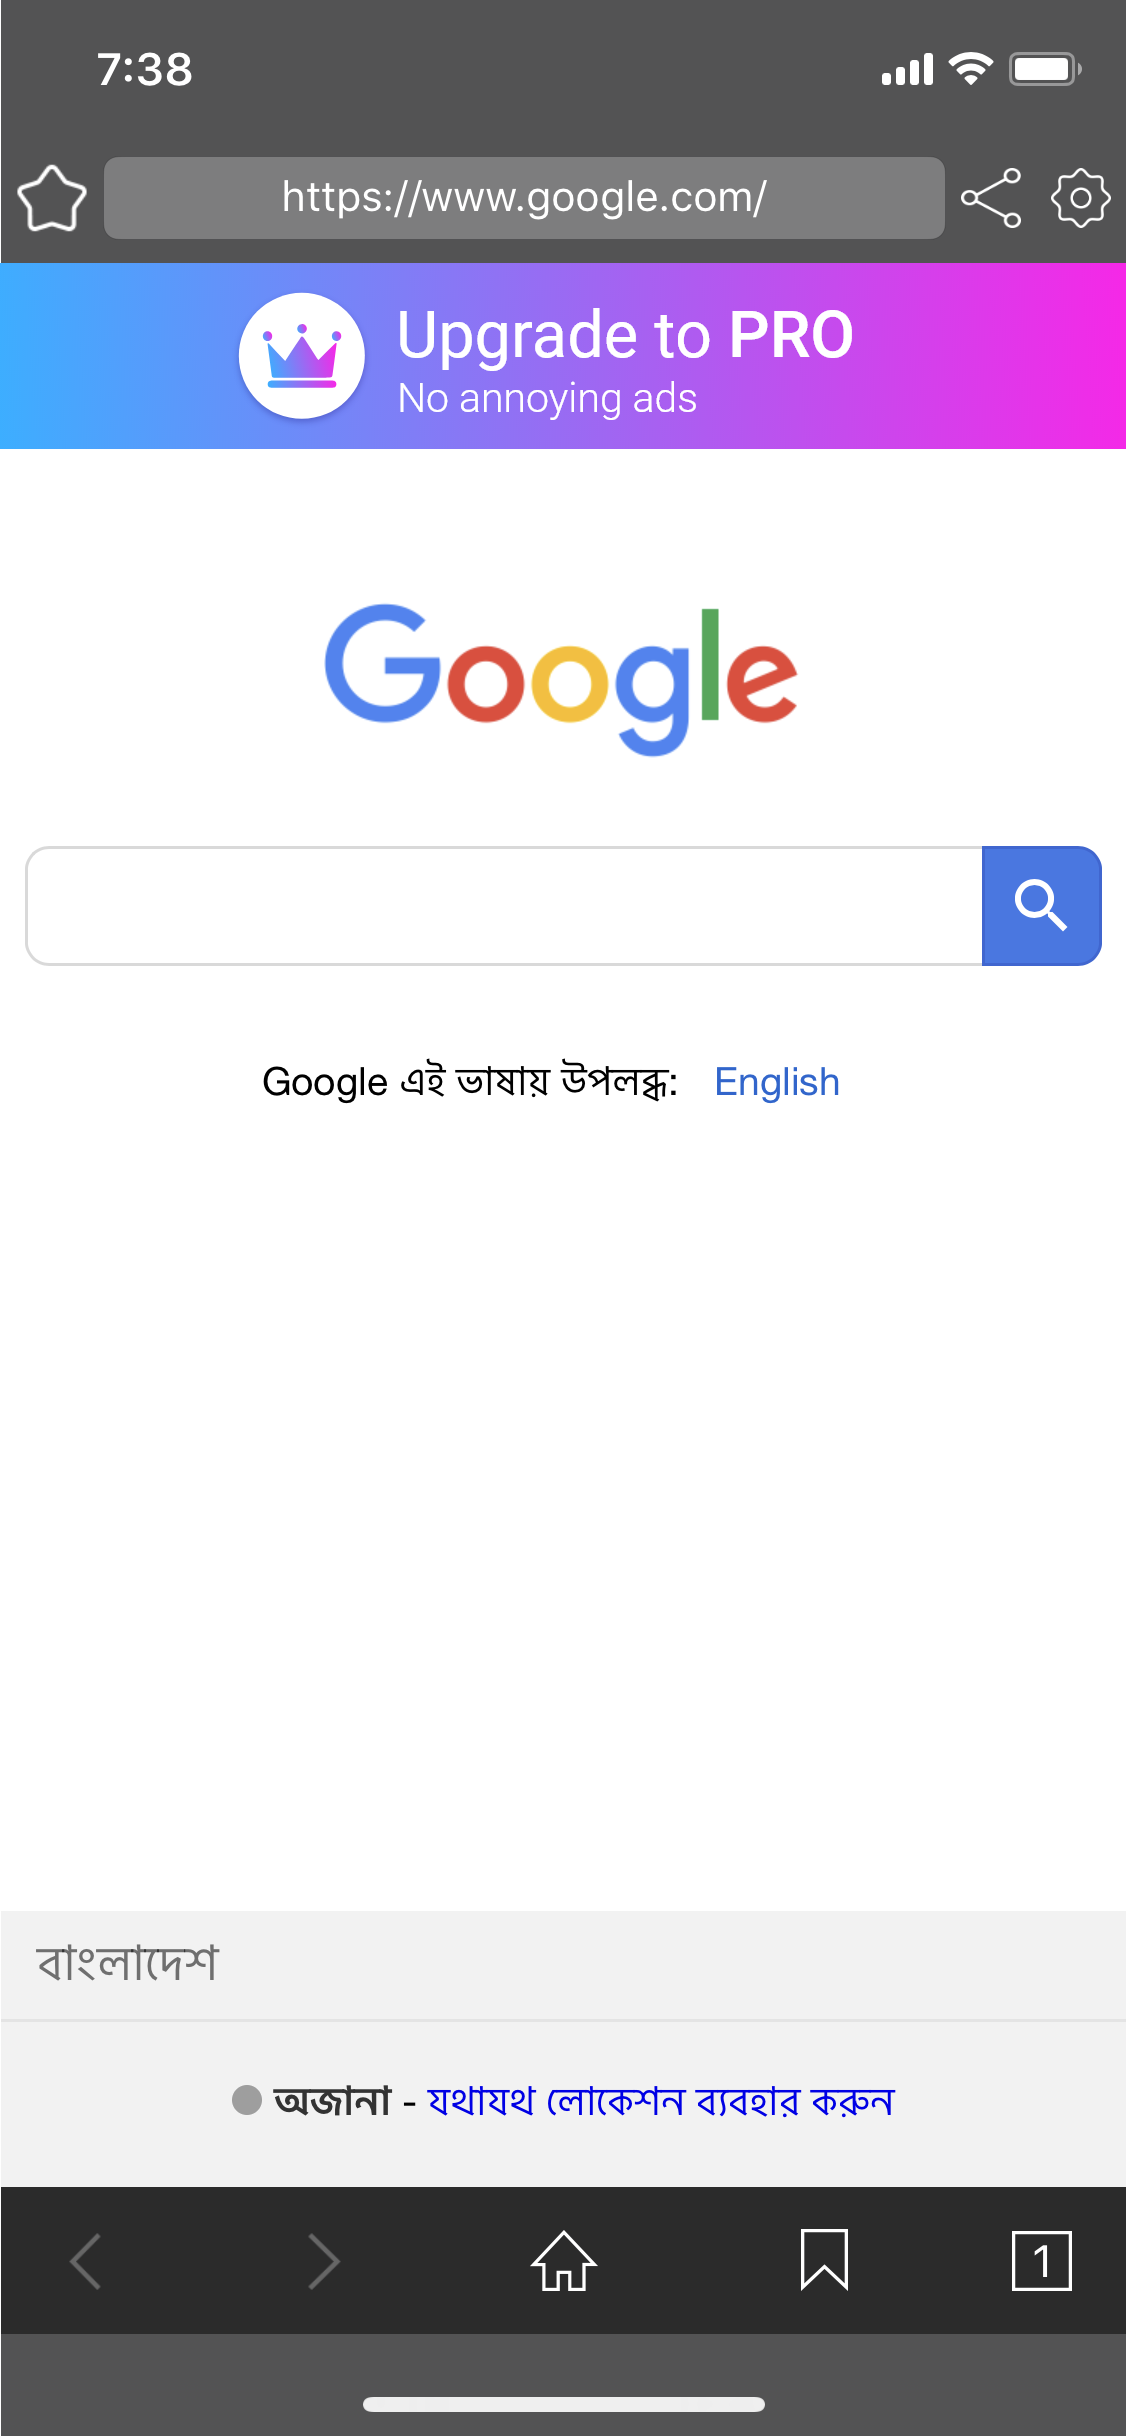 7:38
https://www.google.com/
Upgrade to PRO
No annoying ads
Google
Google এই ভাষায় উপলব্ধ: English
বাংলাদেশ
অজানা - যথাযথ লোকেশন ব্যবহার করুন
1